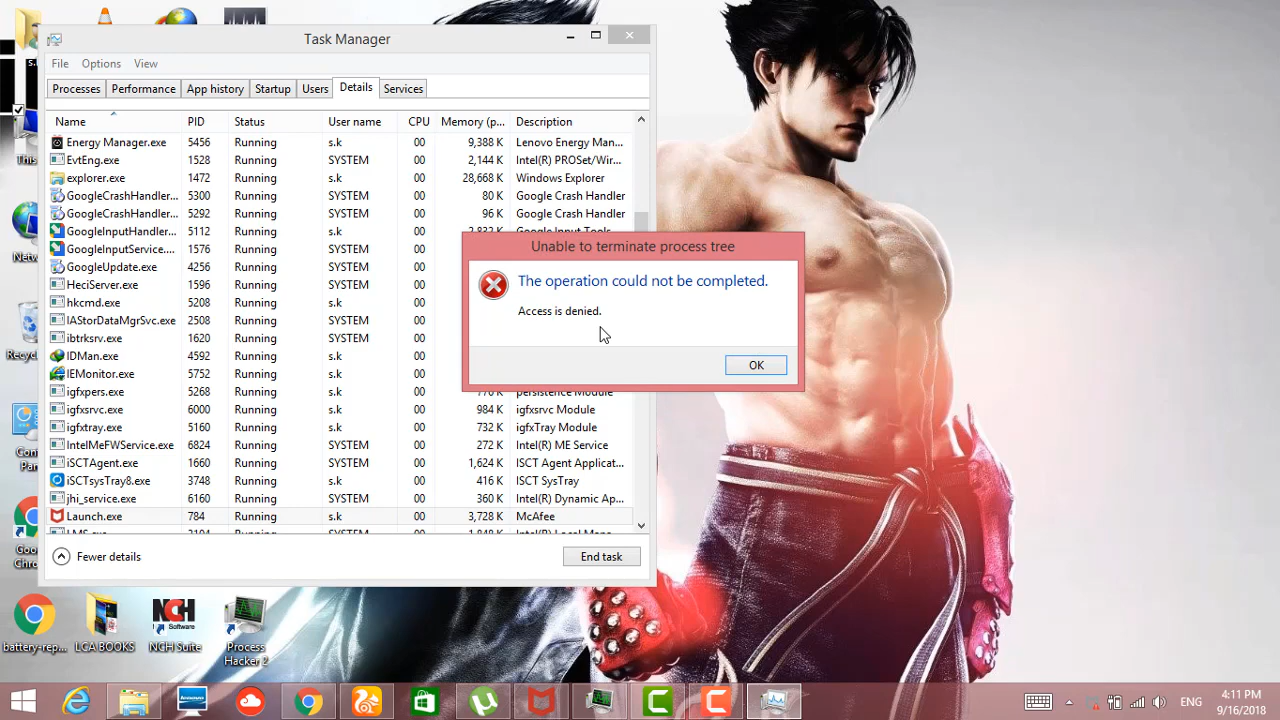 Task Manager
File Options View
Processes Performance App history Startup Users Details Services
Name PID Status User name CPU Memory (p... Description
Energy Manager.exe 5456 Running s.k 00 9,388 K Lenovo Energy Man...
EvtEng.exe 1528 Running SYSTEM 00 2,144 K Intel(R) PROSet/Wir...
explorer.exe 1472 Running s.k 00 28,668 K Windows Explorer
GoogleCrashHandler... 5300 Running SYSTEM 00 80 K Google Crash Handler
GoogleCrashHandler... 5292 Running SYSTEM 00 96 K Google Crash Handler
GoogleInputHandler... 5112 Running s.k 00
GoogleInputService.... 1576 Running SYSTEM 00
GoogleUpdate.exe 4256 Running SYSTEM 00
HeciServer.exe 1596 Running SYSTEM 00
hkcmd.exe 5208 Running s.k 00
IAStorDataMgrSvc.exe 2508 Running SYSTEM 00
ibtrksrv.exe 1620 Running SYSTEM 00
IDMan.exe 4592 Running s.k 00
IEMonitor.exe 5752 Running s.k 00
igfxpers.exe 5268 Running s.k 00 persistence Module
igfxsrvc.exe 6000 Running s.k 00 984 K igfxsrvc Module
igfxtray.exe 5160 Running s.k 00 732 K igfxTray Module
IntelMeFWService.exe 6824 Running SYSTEM 00 272 K Intel(R) ME Service
iSCTAgent.exe 1660 Running SYSTEM 00 1,624 K ISCT Agent Applicat...
iSCTsysTray8.exe 3748 Running s.k 00 416 K ISCT SysTray
jhi_service.exe 6160 Running SYSTEM 00 360 K Intel(R) Dynamic Ap...
Launch.exe 784 Running s.k 00 3,728 K McAfee
Unable to terminate process tree
The operation could not be completed.
Access is denied.
OK
Fewer details End task
This
Netw
Recyc
Con
Pan
Goo
Chro
battery-rep... LCA BOOKS NCH Suite Process
Hacker 2
NCH
Software
Lenovo
ENG
4:11 PM
9/16/2018